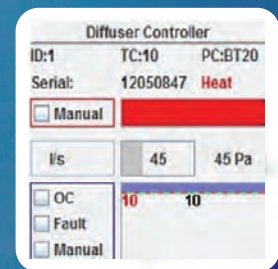 Diffuser Controller
ID:1 TC:10 PC:BT20
Serial: 12050847 Heat
Manual
l/s 45 45 Pa
OC 10 10
Fault
Manual